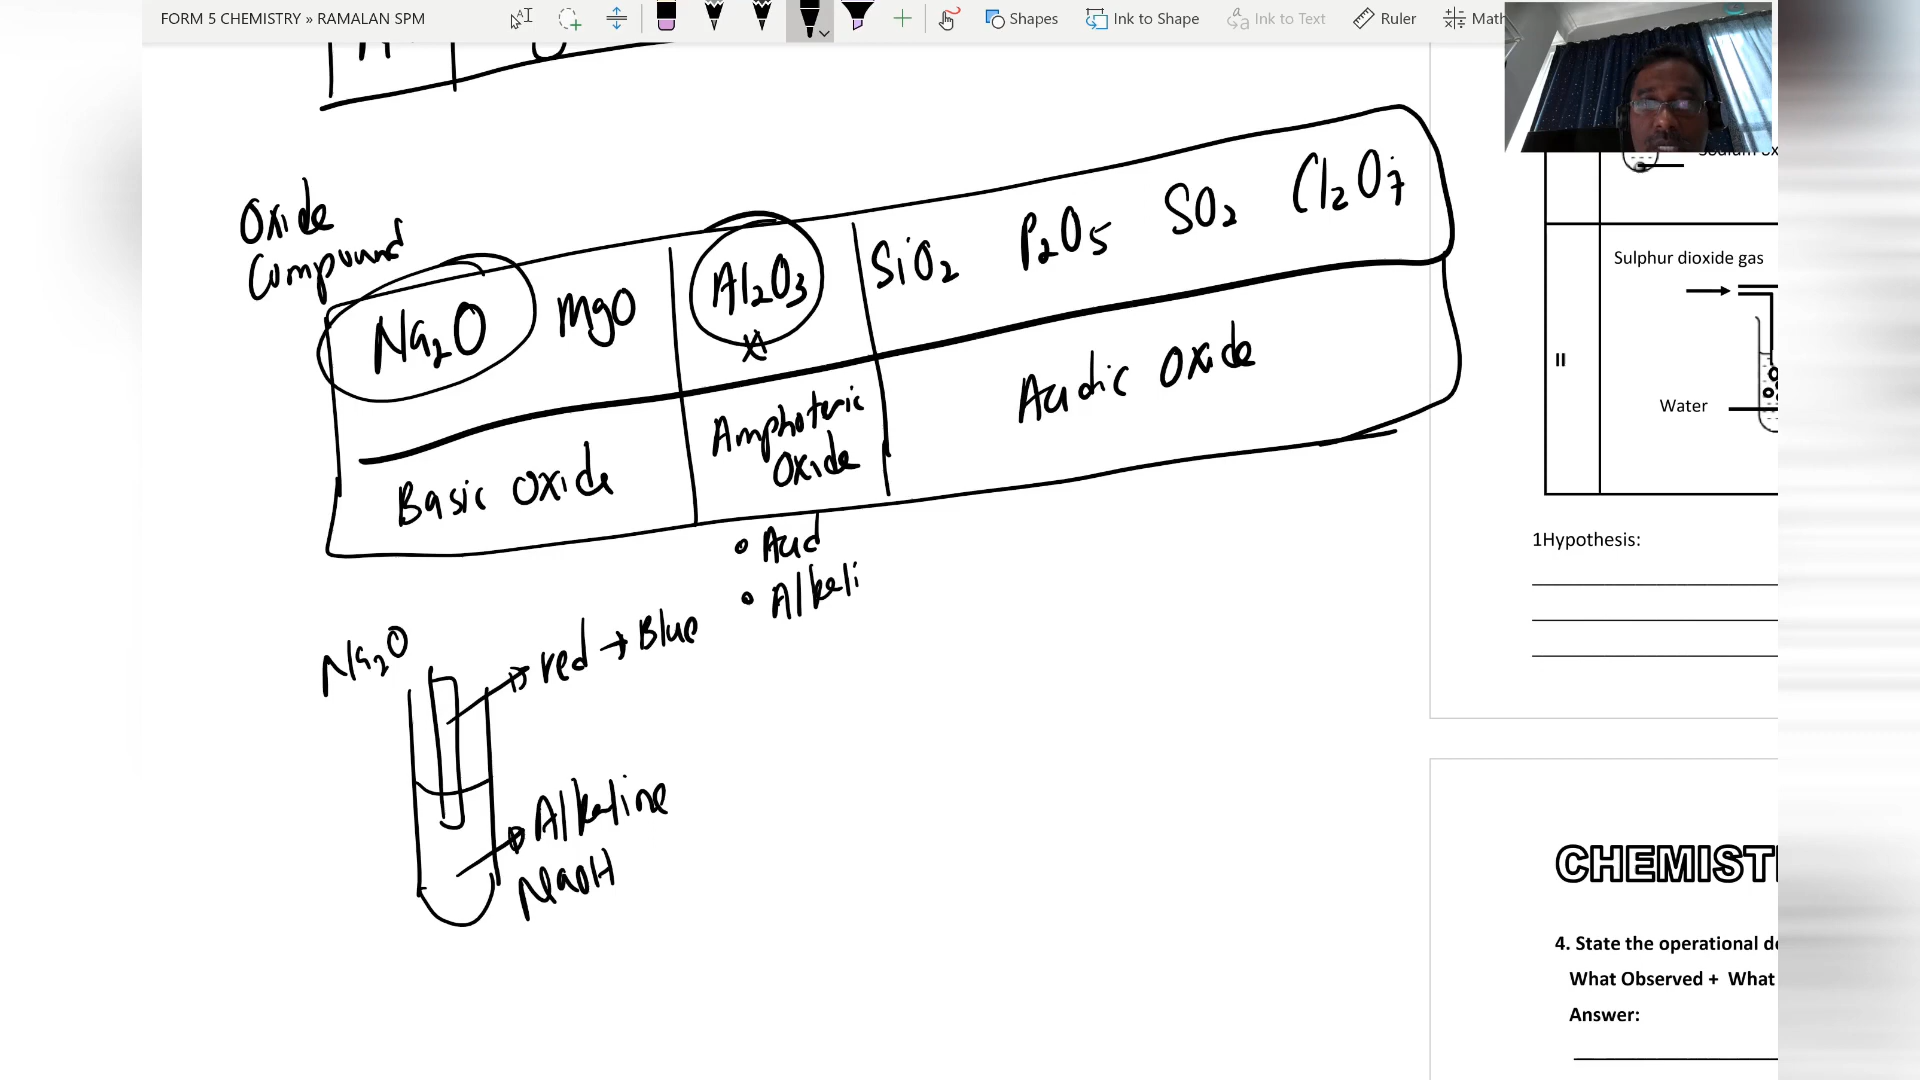 FORM 5 CHEMISTRY » RAMALAN SPM
Shapes
Ink to Shape
Ink to Text
Ruler
Math
Oxide
Compound
Na₂O MgO Al₂O₃ SiO₂ P₂O₅ SO₂ Cl₂O₇
Basic Oxide
Amphoteric
Oxide
Acidic Oxide
• Acid
• Alkali
Na₂O
red → Blue
Alkaline
NaOH
Sulphur dioxide gas
II
Water
1Hypothesis:
CHEMIST
4. State the operational de
What Observed + What
Answer: